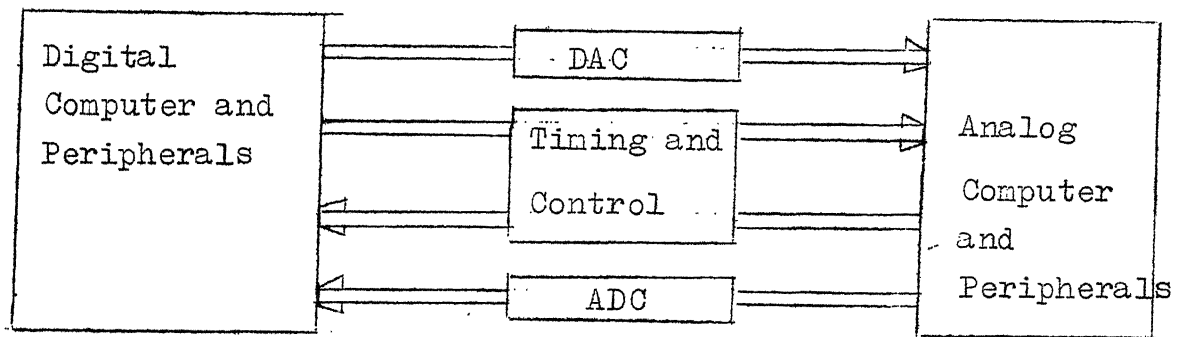 Digital
Computer and
Peripherals
DAC
Timing and
Control
ADC
Analog
Computer
and
Peripherals